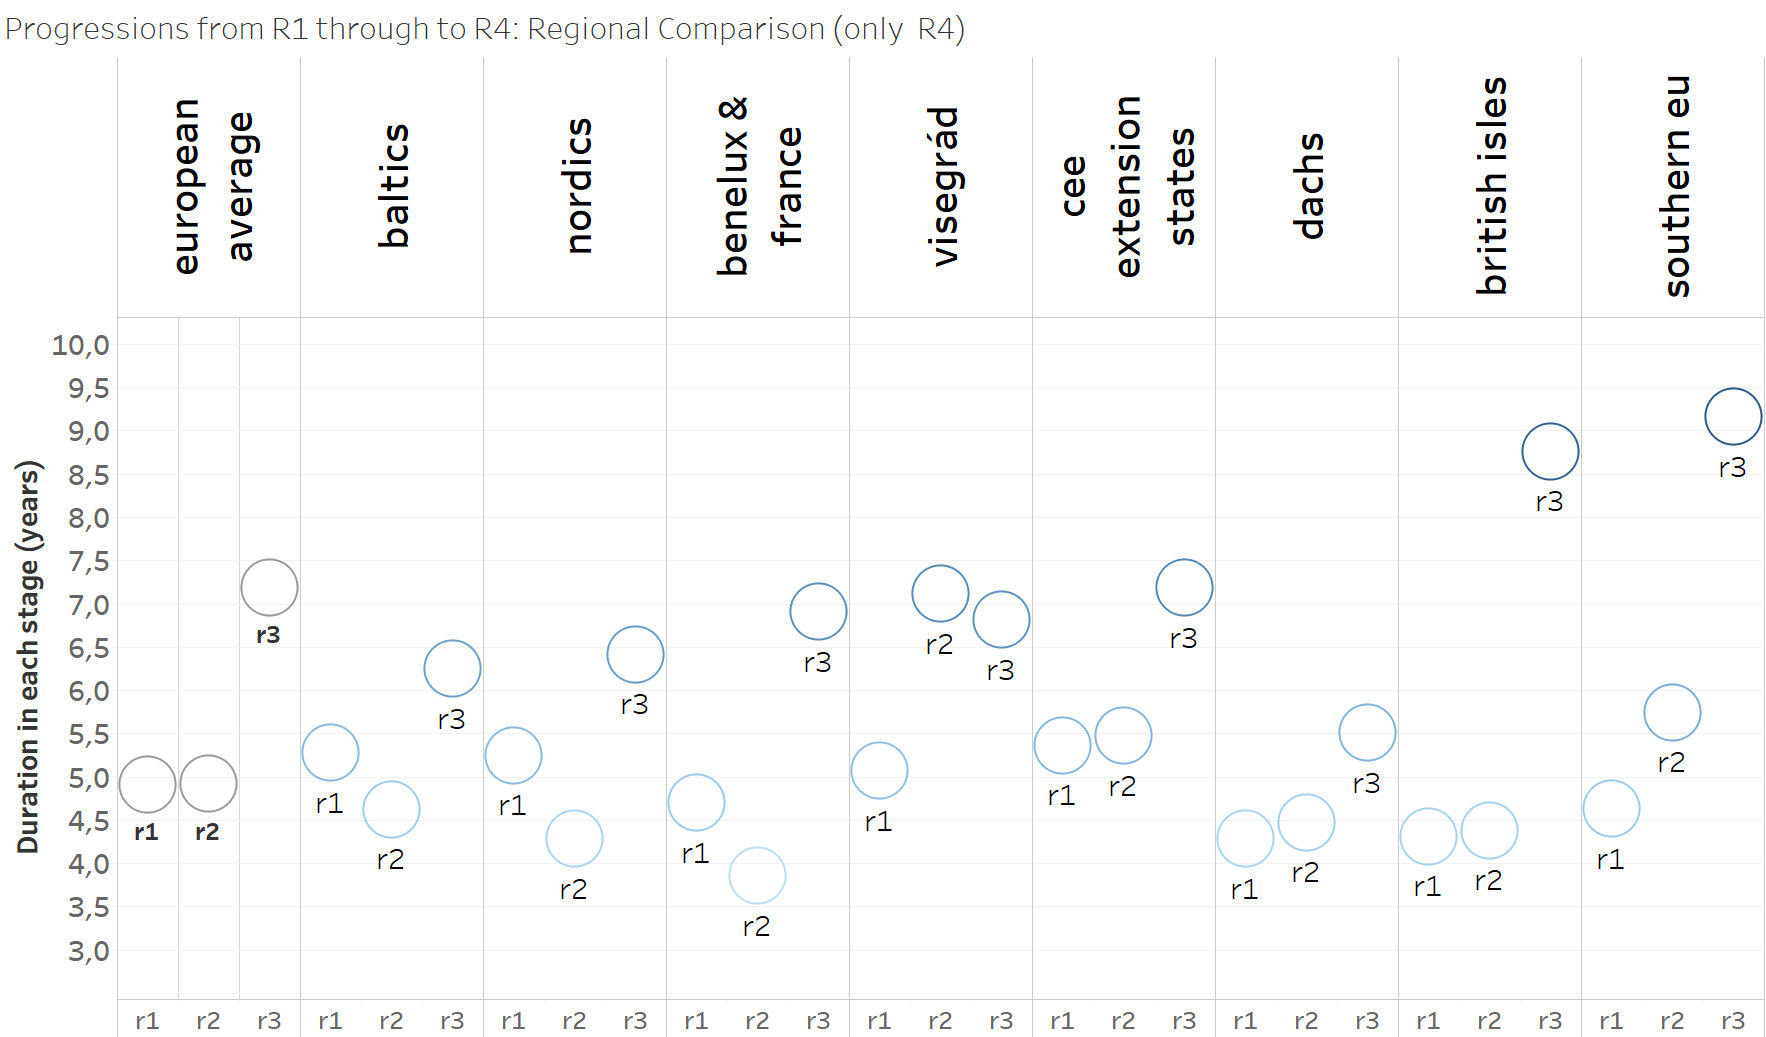 Progressions from R1 through to R4: Regional Comparison (only R4)
european
average
baltics
nordics
benelux &
france
visegrád
cee
extension
states
dachs
british isles
southern eu
Duration in each stage (years)
10,0
9,5
9,0
8,5
8,0
7,5
7,0
6,5
6,0
5,5
5,0
4,5
4,0
3,5
3,0
r1
r2
r3
r1
r2
r3
r1
r2
r3
r1
r2
r3
r1
r2
r3
r1
r2
r3
r1
r2
r3
r1
r2
r3
r1
r2
r3
r1 r2 r3 r1 r2 r3 r1 r2 r3 r1 r2 r3 r1 r2 r3 r1 r2 r3 r1 r2 r3 r1 r2 r3 r1 r2 r3